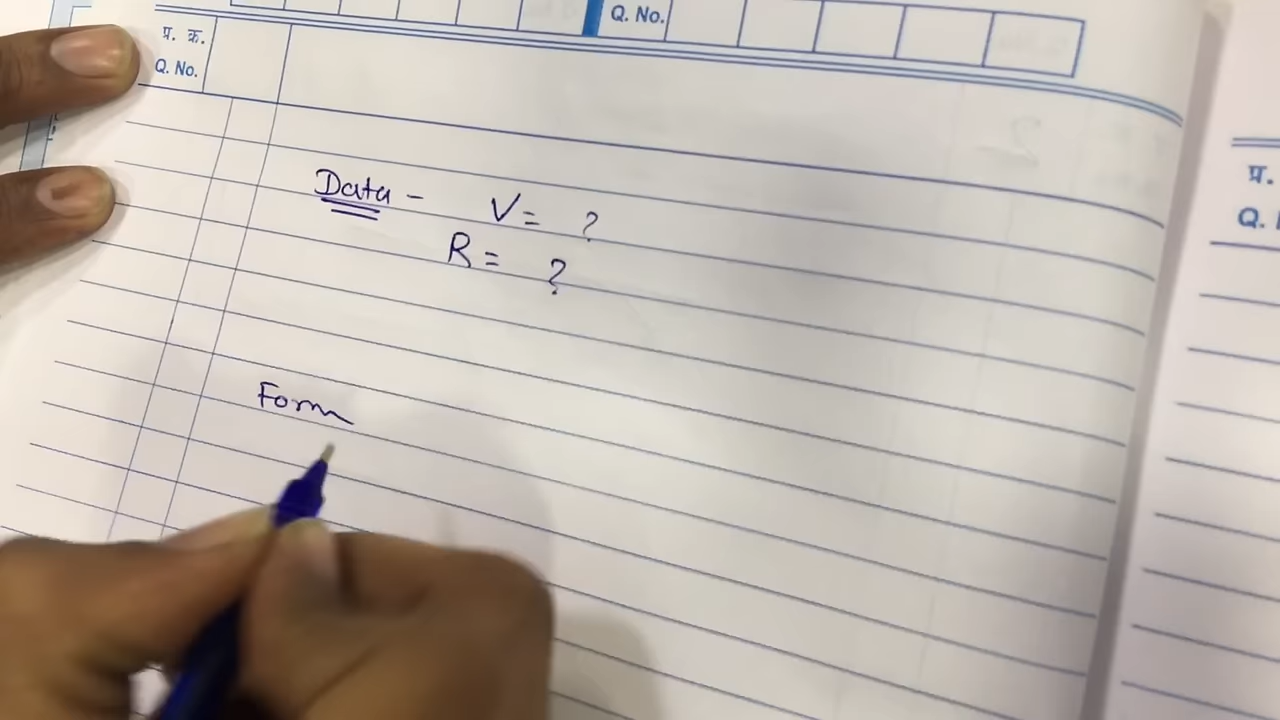 Q. No.
प्र. क्र.
Q. No.
Data - V = ?
R = ?
Form
प्र.
Q.